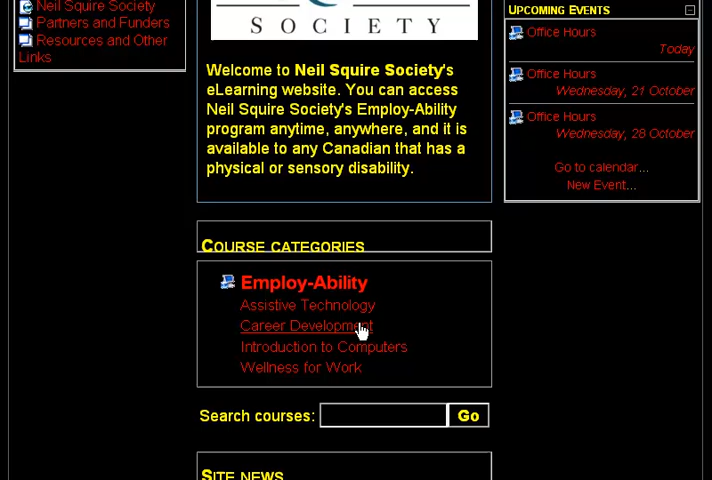 Neil Squire Society
Partners and Funders
Resources and Other
Links
SOCIETY
Welcome to Neil Squire Society's
eLearning website. You can access
Neil Squire Society's Employ-Ability
program anytime, anywhere, and it is
available to any Canadian that has a
physical or sensory disability.
COURSE CATEGORIES
Employ-Ability
Assistive Technology
Career Development
Introduction to Computers
Wellness for Work
Search courses:
Go
SITE NEWS
UPCOMING EVENTS
Office Hours
Today
Office Hours
Wednesday, 21 October
Office Hours
Wednesday, 28 October
Go to calendar...
New Event...